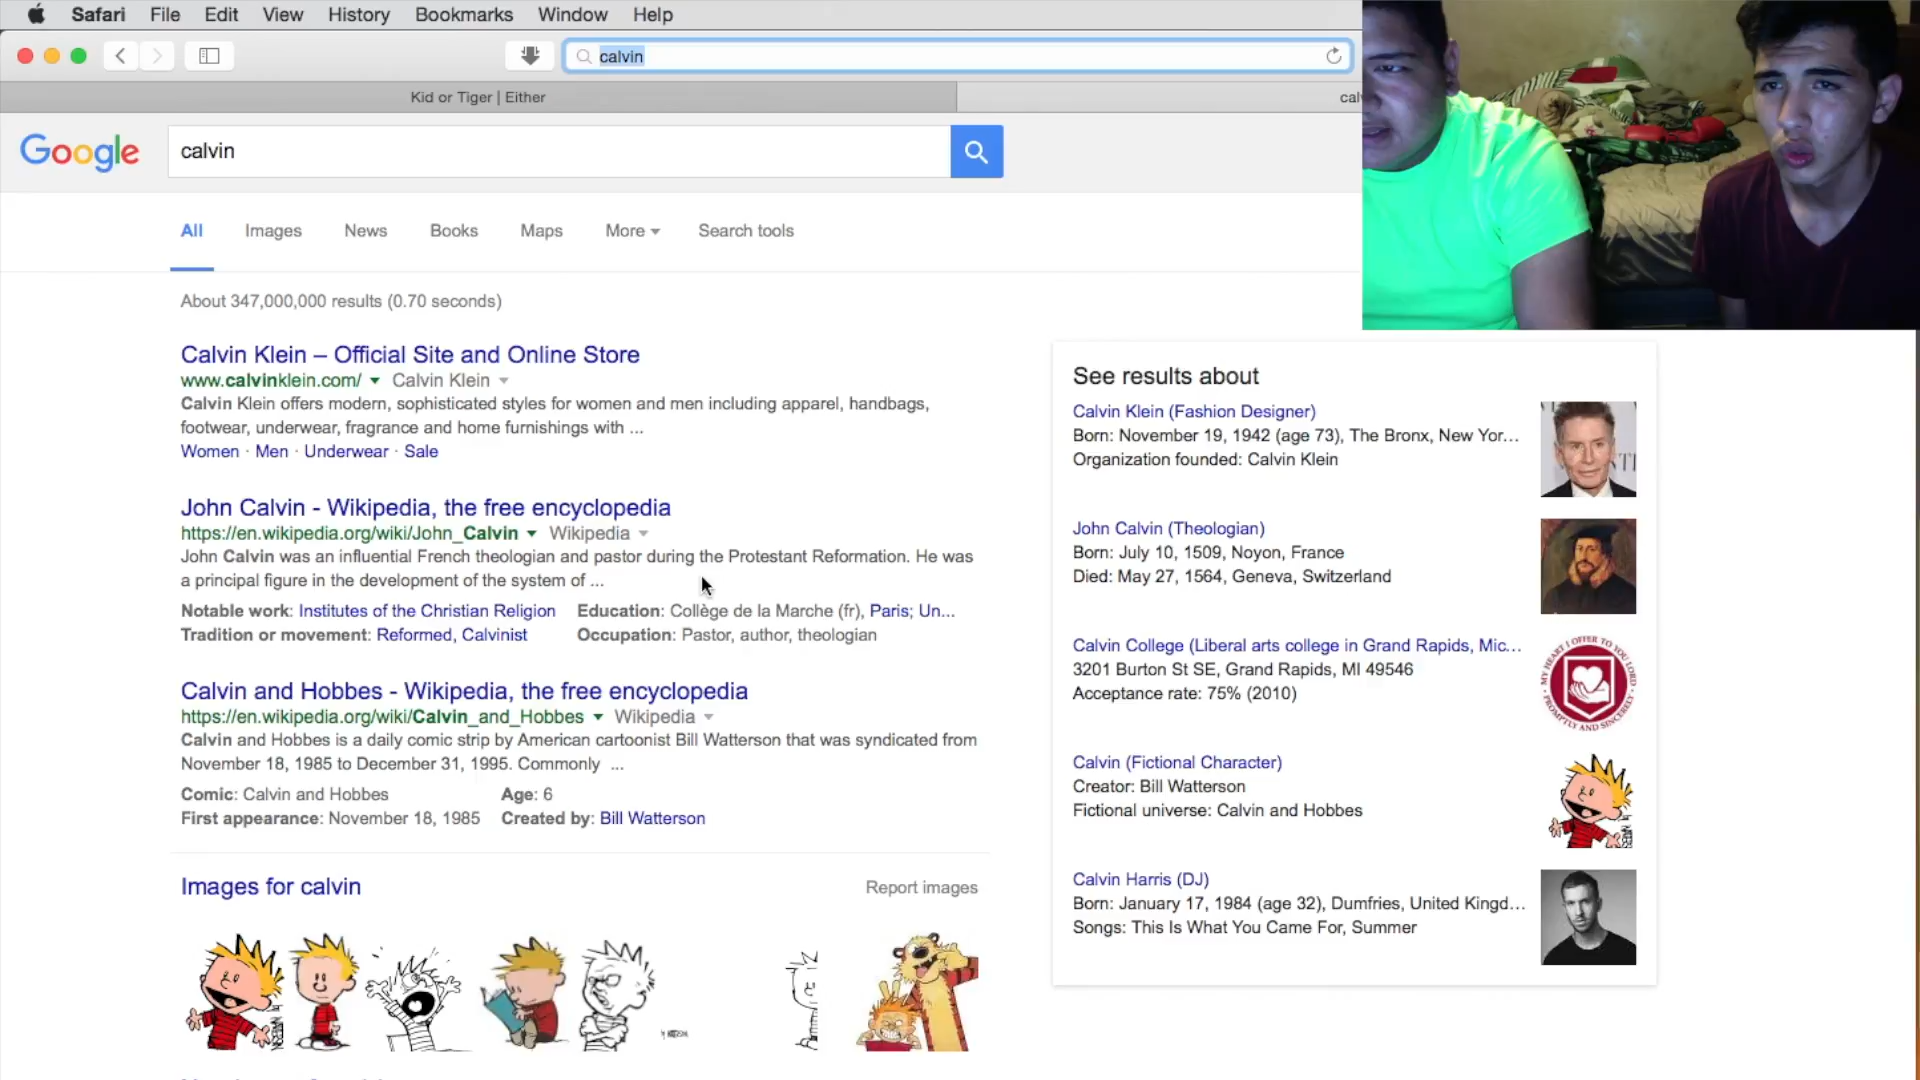 Safari File Edit View History Bookmarks Window Help
calvin
Kid or Tiger | Either
cal
Google
calvin
All Images News Books Maps More Search tools
About 347,000,000 results (0.70 seconds)
Calvin Klein – Official Site and Online Store
www.calvinklein.com/ Calvin Klein
Calvin Klein offers modern, sophisticated styles for women and men including apparel, handbags,
footwear, underwear, fragrance and home furnishings with ...
Women · Men · Underwear · Sale
John Calvin - Wikipedia, the free encyclopedia
https://en.wikipedia.org/wiki/John_Calvin Wikipedia
John Calvin was an influential French theologian and pastor during the Protestant Reformation. He was
a principal figure in the development of the system of ...
Notable work: Institutes of the Christian Religion Education: Collège de la Marche (fr), Paris; Un...
Tradition or movement: Reformed, Calvinist Occupation: Pastor, author, theologian
Calvin and Hobbes - Wikipedia, the free encyclopedia
https://en.wikipedia.org/wiki/Calvin_and_Hobbes Wikipedia
Calvin and Hobbes is a daily comic strip by American cartoonist Bill Watterson that was syndicated from
November 18, 1985 to December 31, 1995. Commonly ...
Comic: Calvin and Hobbes Age: 6
First appearance: November 18, 1985 Created by: Bill Watterson
Images for calvin
Report images
See results about
Calvin Klein (Fashion Designer)
Born: November 19, 1942 (age 73), The Bronx, New Yor...
Organization founded: Calvin Klein
John Calvin (Theologian)
Born: July 10, 1509, Noyon, France
Died: May 27, 1564, Geneva, Switzerland
Calvin College (Liberal arts college in Grand Rapids, Mic...
3201 Burton St SE, Grand Rapids, MI 49546
Acceptance rate: 75% (2010)
MY HEART I OFFER TO YOU LORD
PROMPTLY AND SINCERELY
Calvin (Fictional Character)
Creator: Bill Watterson
Fictional universe: Calvin and Hobbes
Calvin Harris (DJ)
Born: January 17, 1984 (age 32), Dumfries, United Kingd...
Songs: This Is What You Came For, Summer